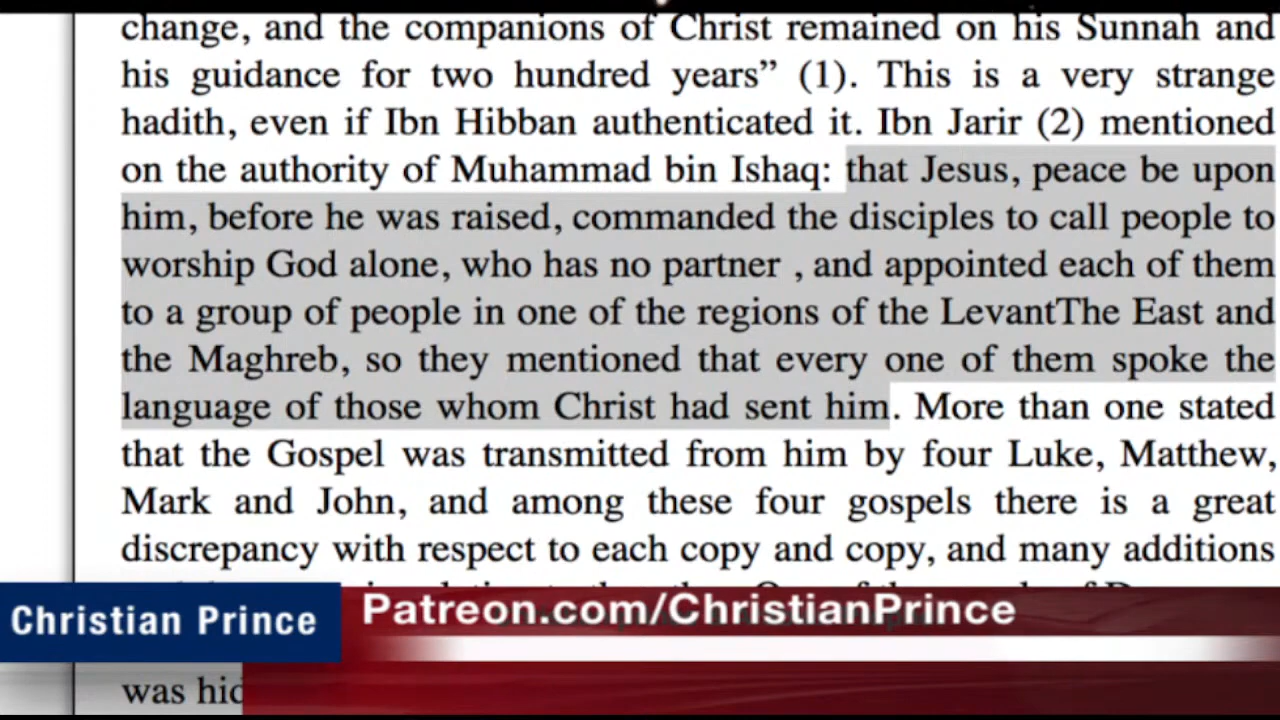 change, and the companions of Christ remained on his Sunnah and
his guidance for two hundred years” (1). This is a very strange
hadith, even if Ibn Hibban authenticated it. Ibn Jarir (2) mentioned
on the authority of Muhammad bin Ishaq: that Jesus, peace be upon
him, before he was raised, commanded the disciples to call people to
worship God alone, who has no partner , and appointed each of them
to a group of people in one of the regions of the LevantThe East and
the Maghreb, so they mentioned that every one of them spoke the
language of those whom Christ had sent him. More than one stated
that the Gospel was transmitted from him by four Luke, Matthew,
Mark and John, and among these four gospels there is a great
discrepancy with respect to each copy and copy, and many additions
Christian Prince
Patreon.com/ChristianPrince
was hid